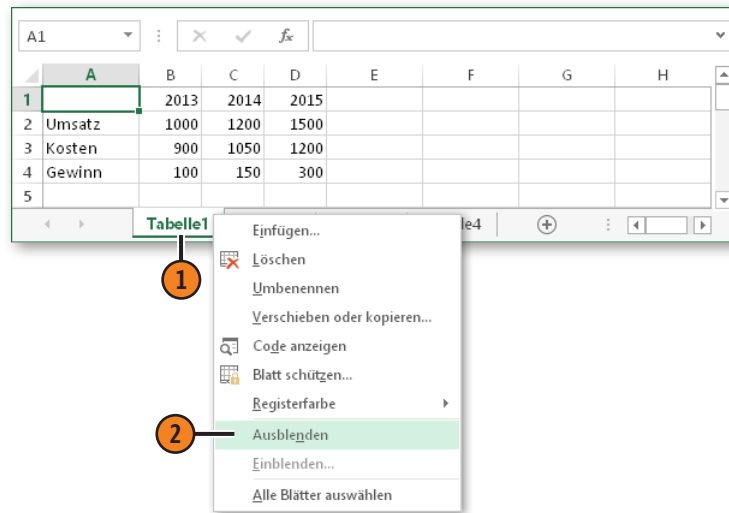 A1 fx
A B C D E F G H
1 2013 2014 2015
2 Umsatz 1000 1200 1500
3 Kosten 900 1050 1200
4 Gewinn 100 150 300
5
Tabelle1 le4
1
Einfügen...
Löschen
Umbenennen
Verschieben oder kopieren...
Code anzeigen
Blatt schützen...
Registerfarbe
2 Ausblenden
Einblenden...
Alle Blätter auswählen